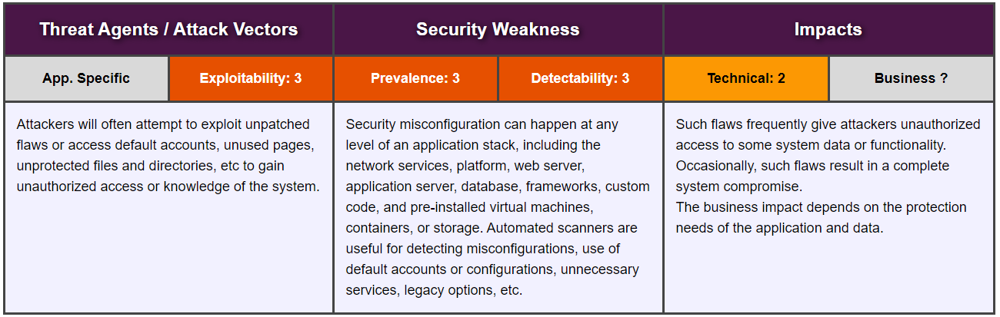 Threat Agents / Attack Vectors
Security Weakness
Impacts
App. Specific
Exploitability: 3
Prevalence: 3
Detectability: 3
Technical: 2
Business ?
Attackers will often attempt to exploit unpatched
flaws or access default accounts, unused pages,
unprotected files and directories, etc to gain
unauthorized access or knowledge of the system.
Security misconfiguration can happen at any
level of an application stack, including the
network services, platform, web server,
application server, database, frameworks, custom
code, and pre-installed virtual machines,
containers, or storage. Automated scanners are
useful for detecting misconfigurations, use of
default accounts or configurations, unnecessary
services, legacy options, etc.
Such flaws frequently give attackers unauthorized
access to some system data or functionality.
Occasionally, such flaws result in a complete
system compromise.
The business impact depends on the protection
needs of the application and data.